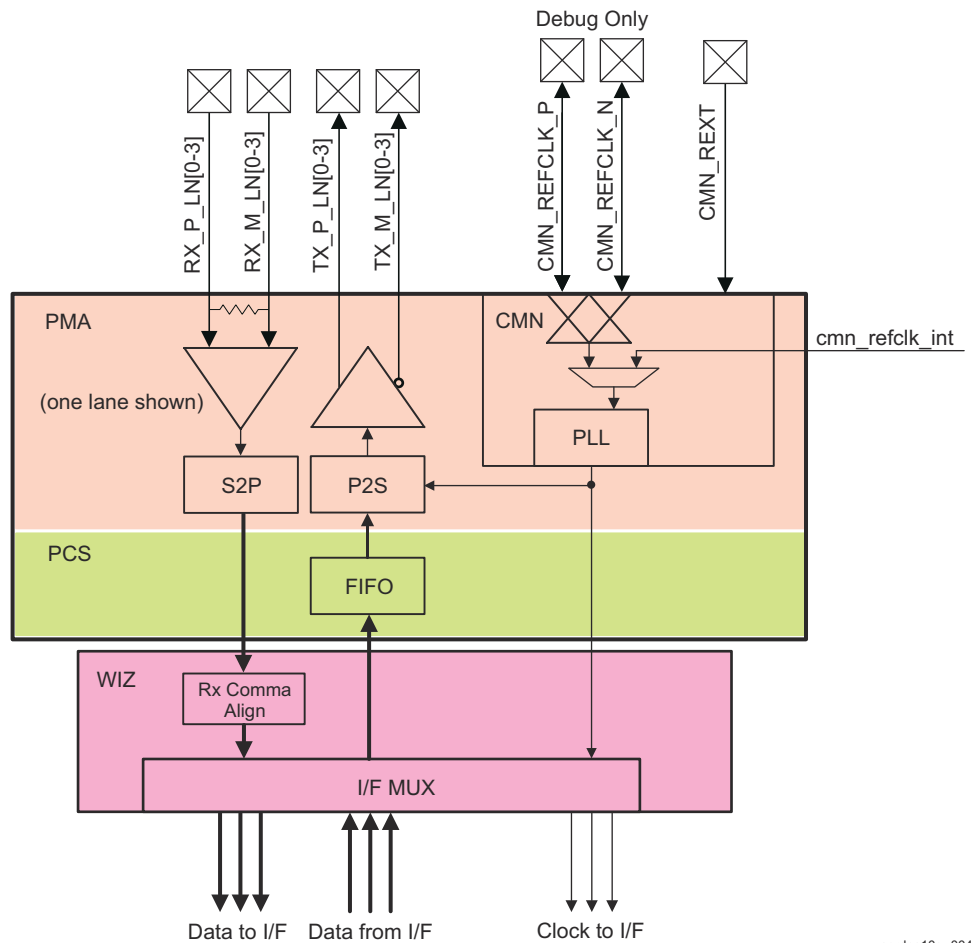 Debug Only
RX_P_LN[0-3]
RX_M_LN[0-3]
TX_P_LN[0-3]
TX_M_LN[0-3]
CMN_REFCLK_P
CMN_REFCLK_N
CMN_REXT
PMA
CMN
cmn_refclk_int
(one lane shown)
PLL
S2P
P2S
PCS
FIFO
WIZ
Rx Comma
Align
I/F MUX
Data to I/F
Data from I/F
Clock to I/F